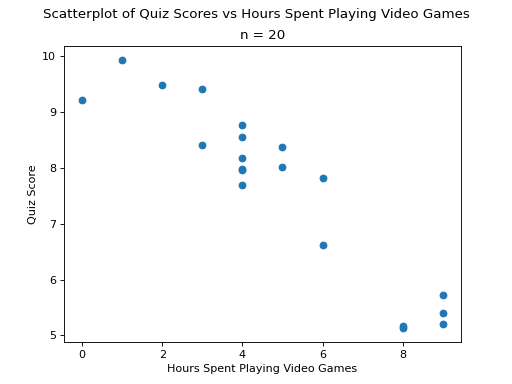 Scatterplot of Quiz Scores vs Hours Spent Playing Video Games
n = 20
10
9
8
7
6
5
Quiz Score
0 2 4 6 8
Hours Spent Playing Video Games